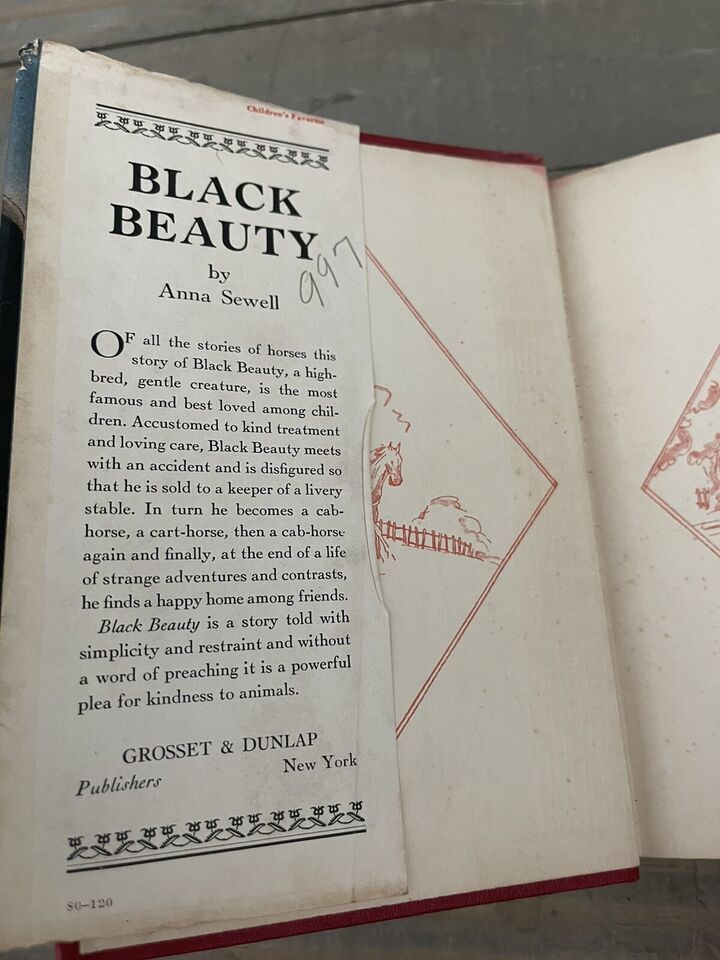 Children's Favorite
BLACK
BEAUTY
997
by
Anna Sewell
OF all the stories of horses this
story of Black Beauty, a high-
bred, gentle creature, is the most
famous and best loved among chil-
dren. Accustomed to kind treatment
and loving care, Black Beauty meets
with an accident and is disfigured so
that he is sold to a keeper of a livery
stable. In turn he becomes a cab-
horse, a cart-horse, then a cab-horse
again and finally, at the end of a life
of strange adventures and contrasts,
he finds a happy home among friends.
Black Beauty is a story told with
simplicity and restraint and without
a word of preaching it is a powerful
plea for kindness to animals.
GROSSET & DUNLAP
Publishers New York
80–120